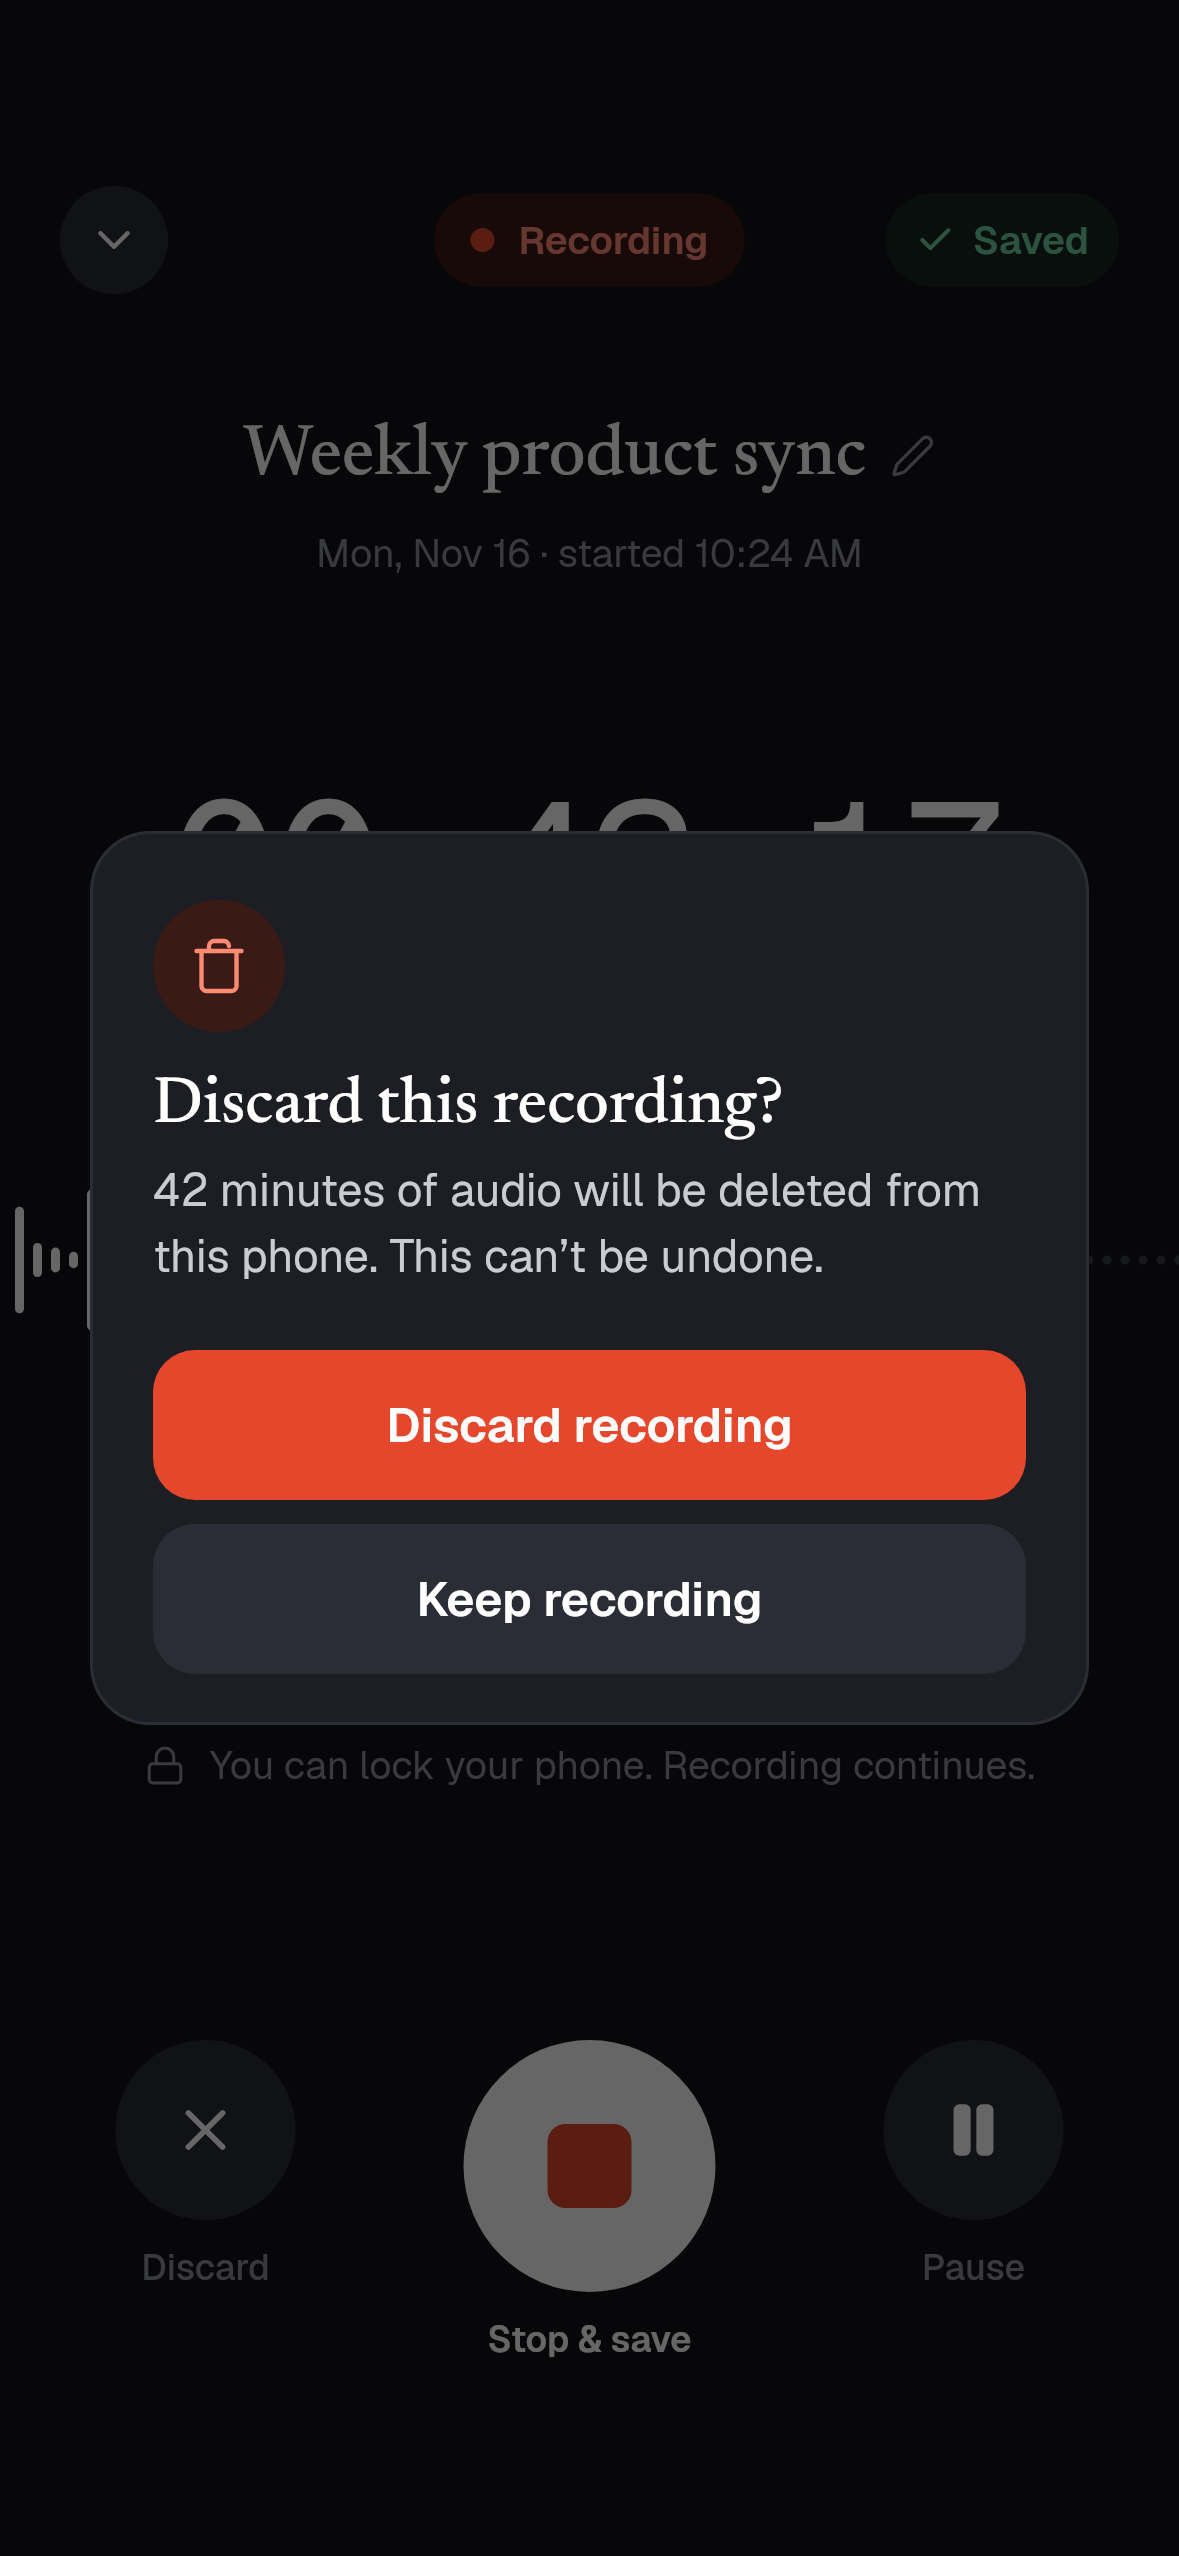 Recording
Saved
Weekly product sync
Mon, Nov 16 · started 10:24 AM
Discard this recording?
42 minutes of audio will be deleted from
this phone. This can’t be undone.
Discard recording
Keep recording
You can lock your phone. Recording continues.
Discard
Pause
Stop & save